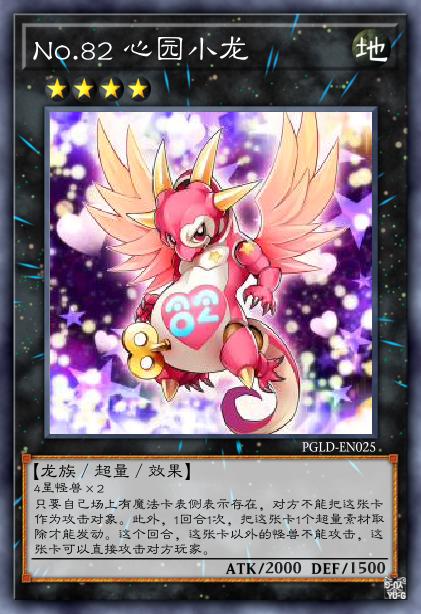 No.82 心园小龙
地
82
PGLD-EN025
【龙族 / 超量 / 效果】
4星怪兽×2
只要自己场上有魔法卡表侧表示存在，对方不能把这张卡
作为攻击对象。此外，1回合1次，把这张卡1个超量素材取
除才能发动。这个回合，这张卡以外的怪兽不能攻击，这
张卡可以直接攻击对方玩家。
ATK/2000 DEF/1500